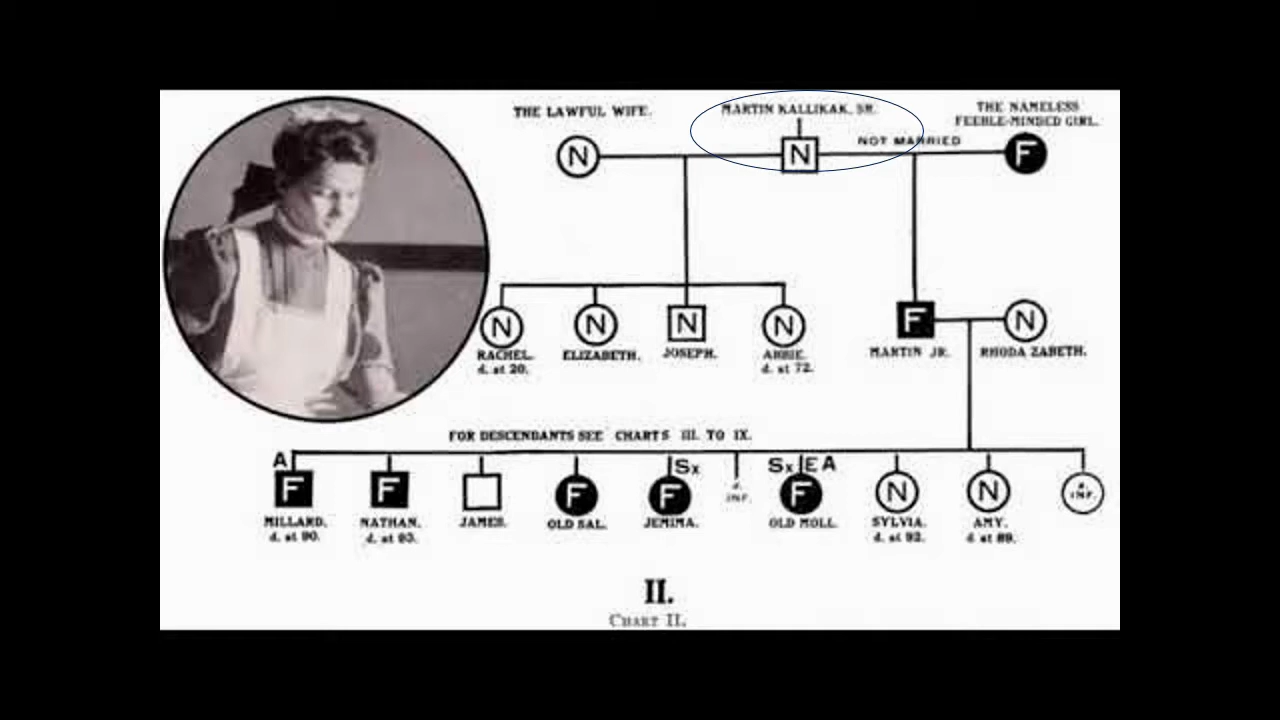 THE LAWFUL WIFE.
MARTIN KALLIKAK, SR.
THE NAMELESS
FEEBLE-MINDED GIRL.
NOT MARRIED
N
N
F
N
N
N
N
F
N
RACHEL.
d. at 20.
ELIZABETH.
JOSEPH.
ABBIE.
d. at 72.
MARTIN JR.
RHODA ZABETH.
FOR DESCENDANTS SEE CHARTS III. TO IX.
A
Sx
Sx E A
F
F
F
F
d.
INF.
F
N
N
d.
INF.
MILLARD.
d. at 90.
NATHAN.
d. at 93.
JAMES.
OLD SAL.
JEMIMA.
OLD MOLL.
SYLVIA.
d. at 92.
AMY.
d at 89.
II.
CHART II.